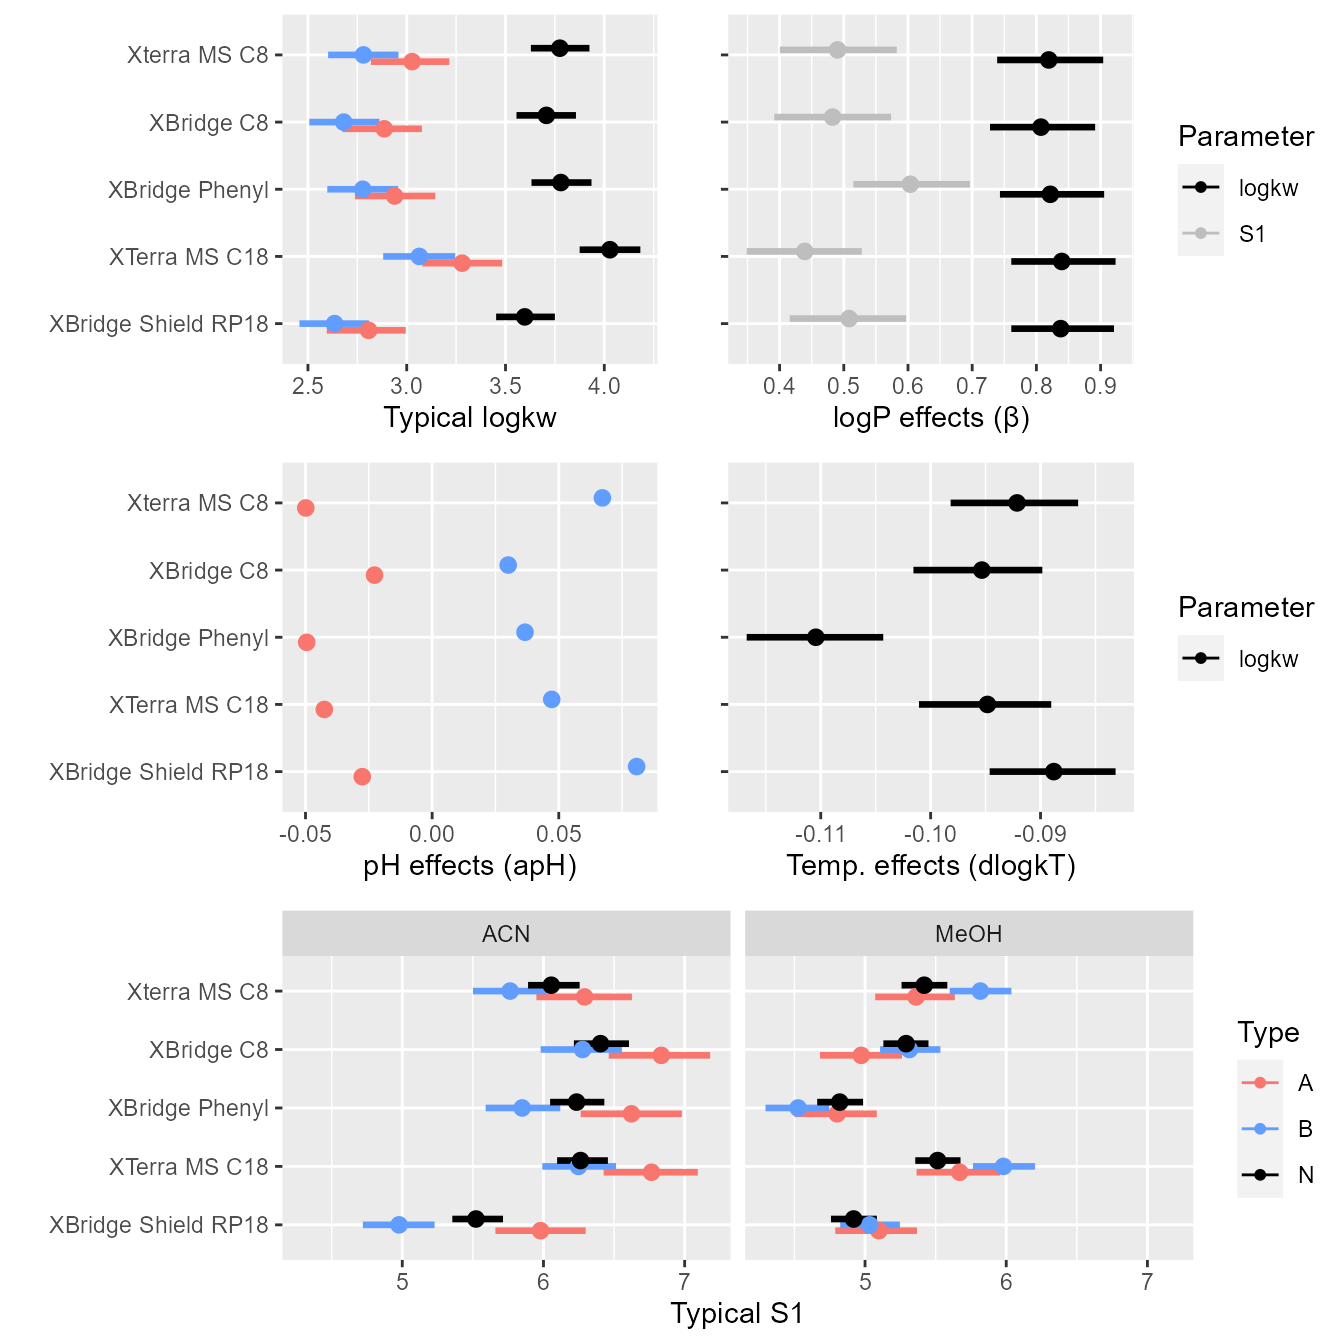 Xterra MS C8
XBridge C8
XBridge Phenyl
XTerra MS C18
XBridge Shield RP18
2.5 3.0 3.5 4.0
Typical logkw
0.4 0.5 0.6 0.7 0.8 0.9
logP effects (β)
Parameter
logkw
S1
Xterra MS C8
XBridge C8
XBridge Phenyl
XTerra MS C18
XBridge Shield RP18
-0.05 0.00 0.05
pH effects (apH)
-0.11 -0.10 -0.09
Temp. effects (dlogkT)
Parameter
logkw
ACN MeOH
Xterra MS C8
XBridge C8
XBridge Phenyl
XTerra MS C18
XBridge Shield RP18
5 6 7 5 6 7
Typical S1
Type
A
B
N